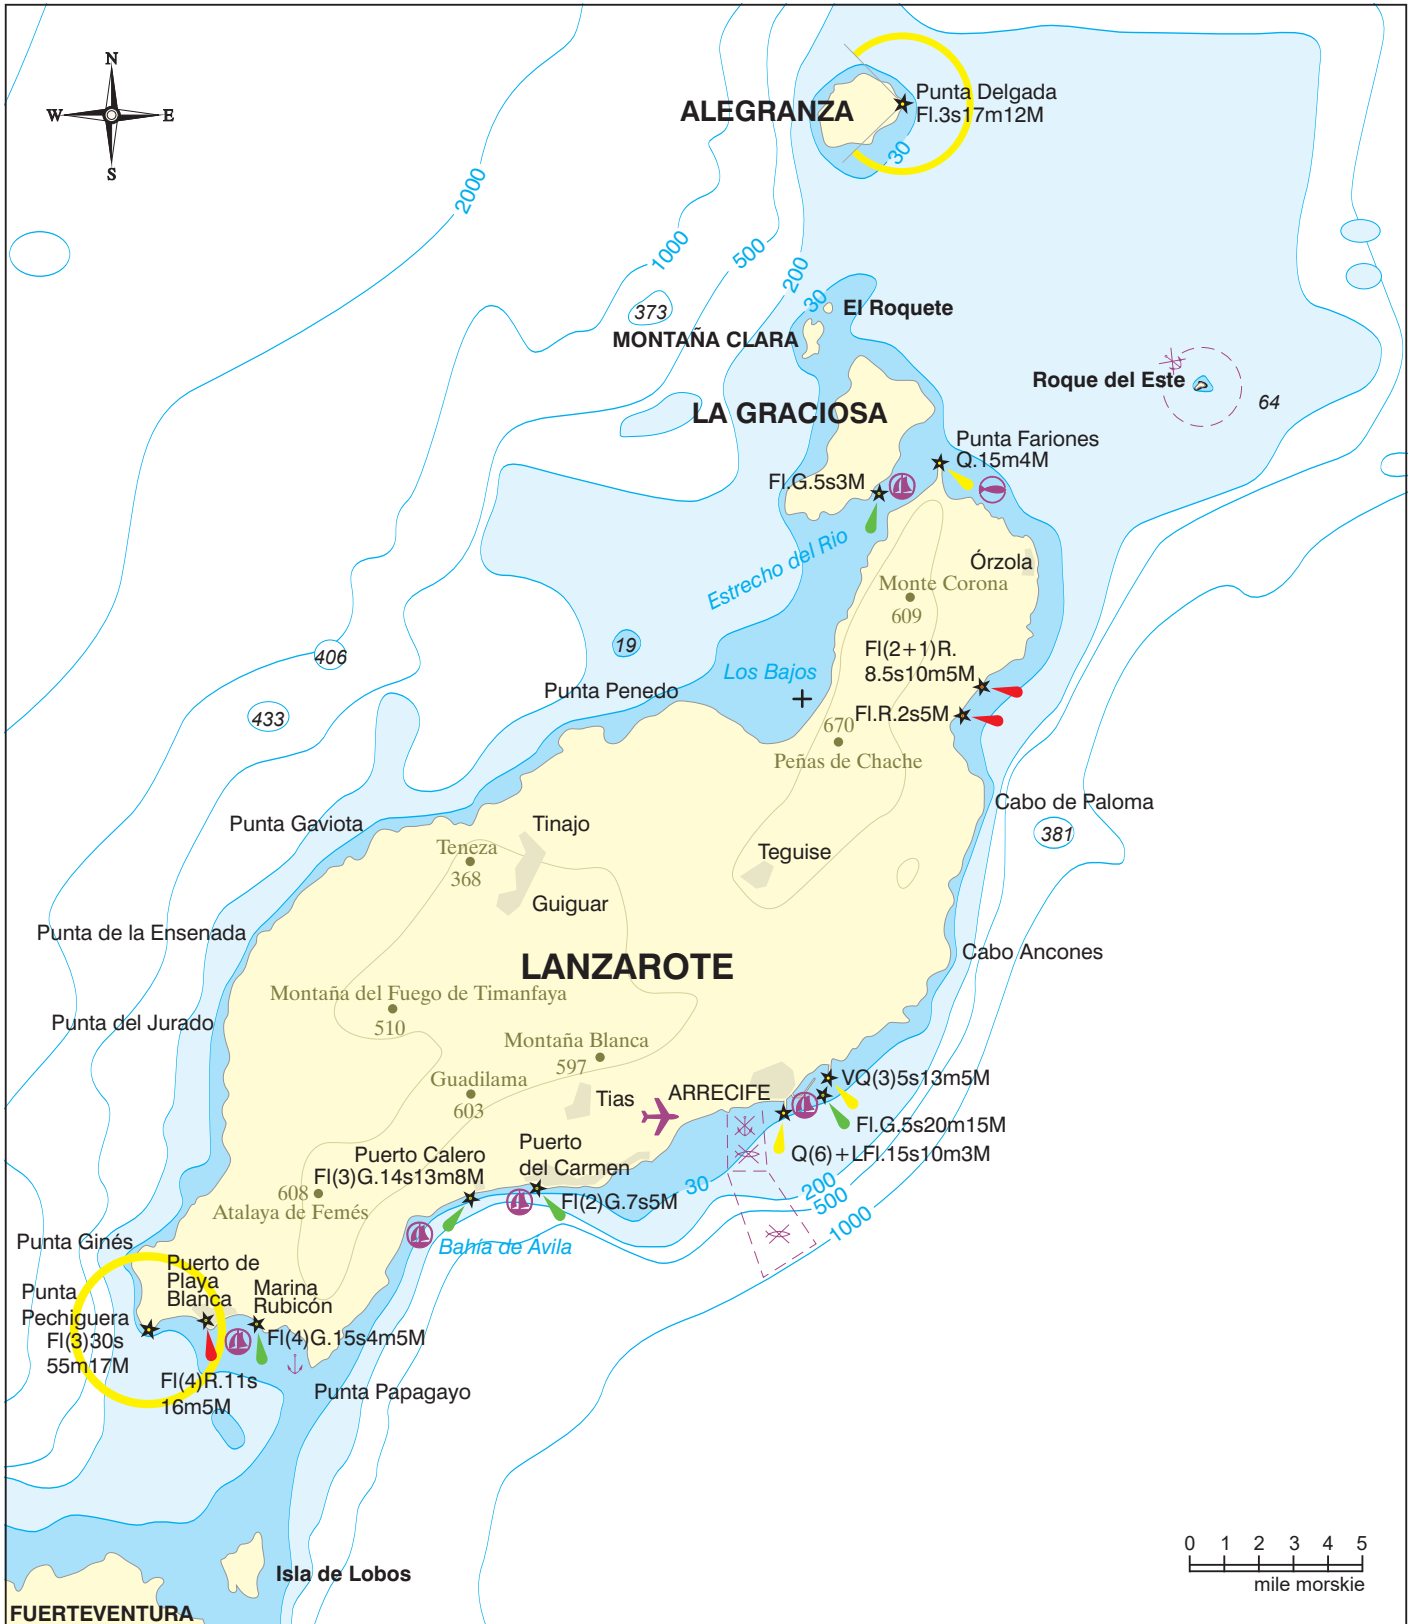 N
W
E
S
ALEGRANZA
Punta Delgada
Fl.3s17m12M
30
2000
1000
500
200
30
El Roquete
373
MONTAÑA CLARA
Roque del Este
64
LA GRACIOSA
Punta Fariones
Q.15m4M
Fl.G.5s3M
Estrecho del Rio
Órzola
Monte Corona
609
19
406
Los Bajos
Fl(2+1)R.
8.5s10m5M
Punta Penedo
433
Fl.R.2s5M
670
Peñas de Chache
Cabo de Paloma
381
Punta Gaviota
Tinajo
Teneza
368
Teguise
Guiguar
Punta de la Ensenada
Cabo Ancones
LANZAROTE
Montaña del Fuego de Timanfaya
510
Punta del Jurado
Montaña Blanca
597
Guadilama
603
Tias
ARRECIFE
VQ(3)5s13m5M
Fl.G.5s20m15M
Q(6)+LFl.15s10m3M
Puerto
del Carmen
Puerto Calero
Fl(3)G.14s13m8M
Fl(2)G.7s5M
30
200
500
1000
608
Atalaya de Femés
Bahía de Avila
Punta Ginés
Puerto de
Playa
Blanca
Marina
Rubicón
Punta
Pechiguera
Fl(3)30s
55m17M
Fl(4)G.15s4m5M
Fl(4)R.11s
16m5M
Punta Papagayo
Isla de Lobos
FUERTEVENTURA
0 1 2 3 4 5
mile morskie